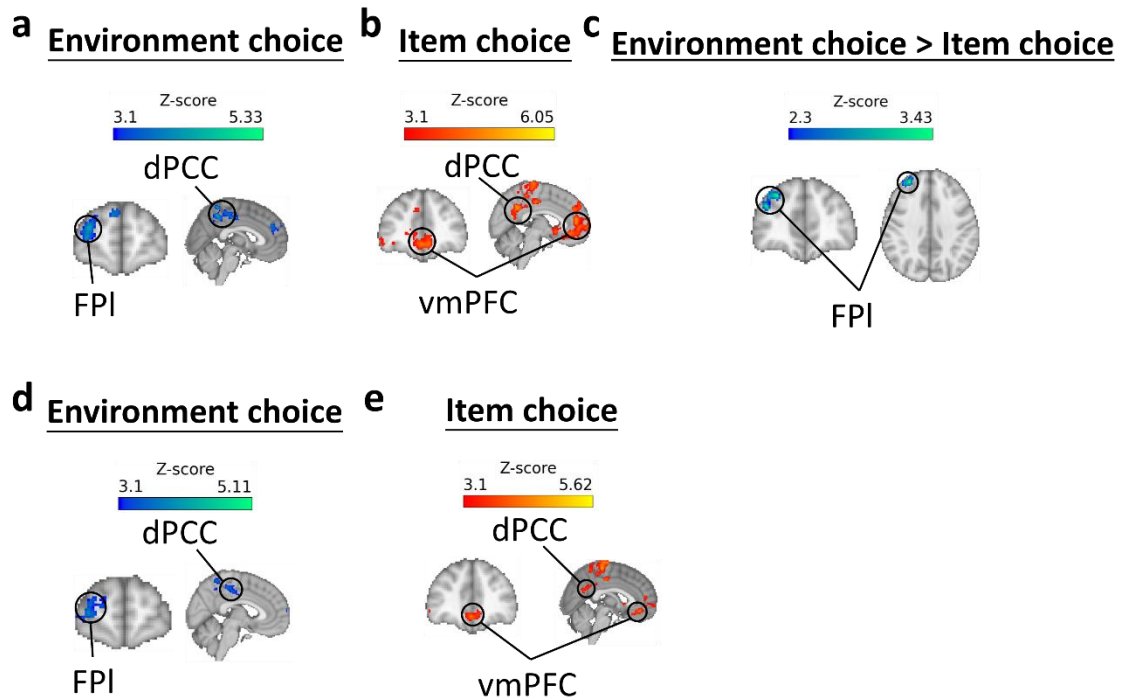 a Environment choice
Z-score
3.1 5.33
dPCC
FPl
b Item choice
Z-score
3.1 6.05
dPCC
vmPFC
c Environment choice > Item choice
Z-score
2.3 3.43
FPl
d Environment choice
Z-score
3.1 5.11
dPCC
FPl
e Item choice
Z-score
3.1 5.62
dPCC
vmPFC